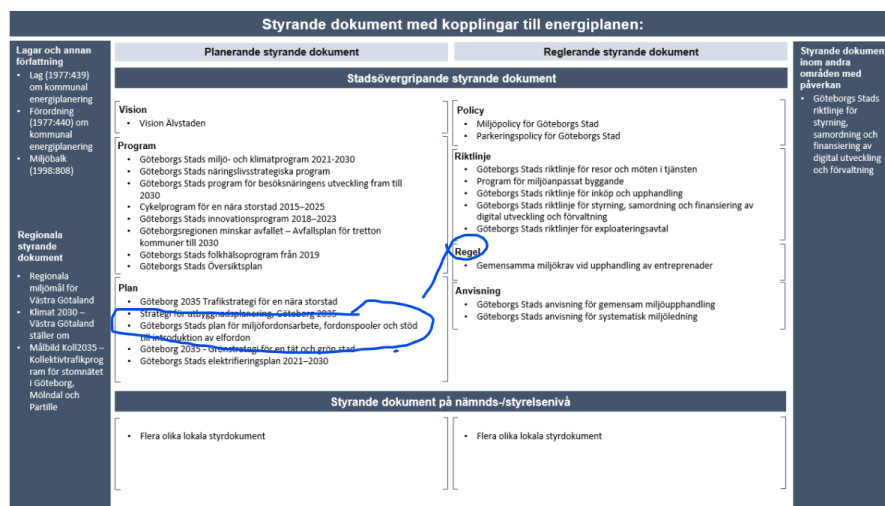 Styrande dokument med kopplingar till energiplanen:
Lagar och annan
författning
• Lag (1977:439)
om kommunal
energiplanering
• Förordning
(1977:440) om
kommunal
energiplanering
• Miljöbalk
(1998:808)
Regionala
styrande
dokument
• Regionala
miljömål för
Västra Götaland
• Klimat 2030 –
Västra Götaland
ställer om
• Målbild Koll2035 –
Kollektivtrafikprog
ram för stomnätet
i Göteborg,
Mölndal och
Partille
Planerande styrande dokument
Reglerande styrande dokument
Stadsövergripande styrande dokument
Vision
• Vision Älvstaden
Program
• Göteborgs Stads miljö- och klimatprogram 2021-2030
• Göteborgs Stads näringslivsstrategiska program
• Göteborgs Stads program för besöksnäringens utveckling fram till
2030
• Cykelprogram för en nära storstad 2015–2025
• Göteborgs Stads innovationsprogram 2018–2023
• Göteborgsregionen minskar avfallet – Avfallsplan för tretton
kommuner till 2030
• Göteborgs Stads folkhälsoprogram från 2019
• Göteborgs Stads Översiktsplan
Plan
• Göteborg 2035 Trafikstrategi för en nära storstad
• Strategi för utbyggnadsplanering, Göteborg 2035
• Göteborgs Stads plan för miljöfordonsarbete, fordonspooler och stöd
till introduktion av elfordon
• Göteborg 2035 - Grönstrategi för en tät och grön stad
• Göteborgs Stads elektrifieringsplan 2021–2030
Policy
• Miljöpolicy för Göteborg Stad
• Parkeringspolicy för Göteborg Stad
Riktlinje
• Göteborgs Stads riktlinje för resor och möten i tjänsten
• Program för miljöanpassat byggande
• Göteborgs Stads riktlinje för inköp och upphandling
• Göteborgs Stads riktlinje för styrning, samordning och finansiering av
digital utveckling och förvaltning
• Göteborgs Stads riktlinjer för exploateringsavtal
Regel
• Gemensamma miljökrav vid upphandling av entreprenader
Anvisning
• Göteborgs Stads anvisning för gemensam miljöupphandling
• Göteborgs Stads anvisning för systematisk miljöledning
Styrande dokument på nämnds-/styrelsenivå
• Flera olika lokala styrdokument
• Flera olika lokala styrdokument
Styrande dokument
inom andra
områden med
påverkan
• Göteborgs Stads
riktlinje för
styrning,
samordning och
finansiering av
digital utveckling
och förvaltning